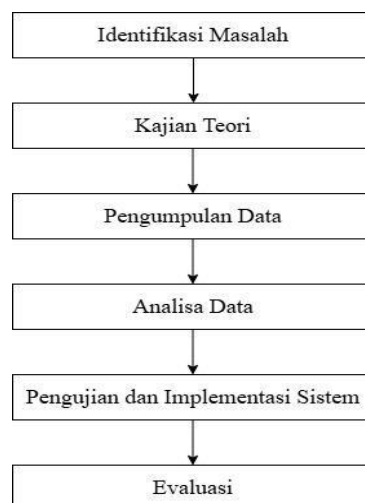 Identifikasi Masalah
Kajian Teori
Pengumpulan Data
Analisa Data
Pengujian dan Implementasi Sistem
Evaluasi